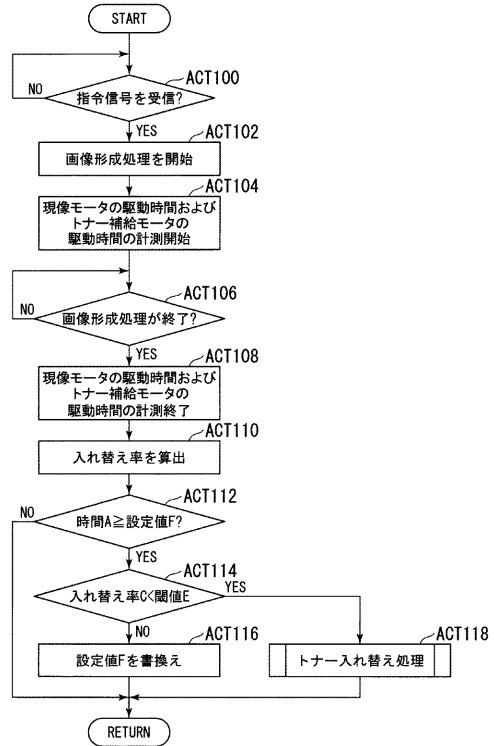 START
ACT100
NO
指令信号を受信?
YES
ACT102
画像形成処理を開始
ACT104
現像モータの駆動時間および
トナー補給モータの
駆動時間の計測開始
ACT106
NO
画像形成処理が終了?
YES
ACT108
現像モータの駆動時間および
トナー補給モータの
駆動時間の計測終了
ACT110
入れ替え率を算出
ACT112
NO
時間A≧設定値F?
YES
ACT114
YES
入れ替え率C<閾値E
NO
ACT116
設定値Fを書換え
ACT118
トナー入れ替え処理
RETURN